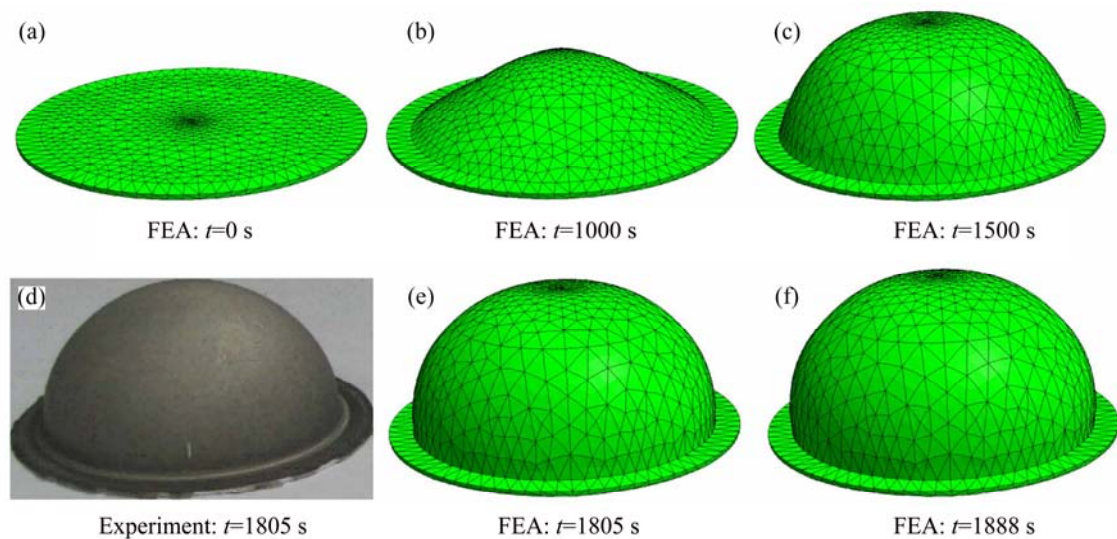 (a)
(b)
(c)
FEA: t=0 s
FEA: t=1000 s
FEA: t=1500 s
(d)
(e)
(f)
Experiment: t=1805 s
FEA: t=1805 s
FEA: t=1888 s